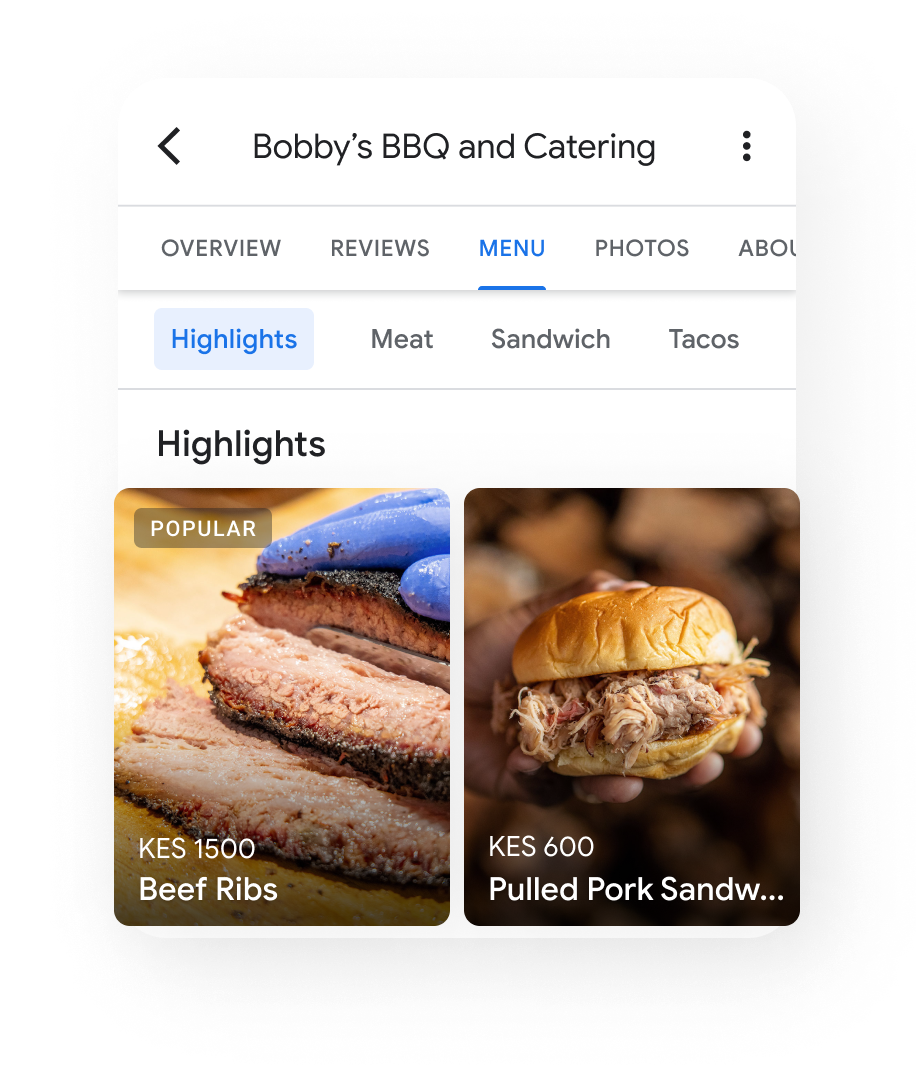 Bobby’s BBQ and Catering
OVERVIEW REVIEWS MENU PHOTOS ABOU
Highlights Meat Sandwich Tacos
Highlights
POPULAR
KES 1500
Beef Ribs
KES 600
Pulled Pork Sandw...